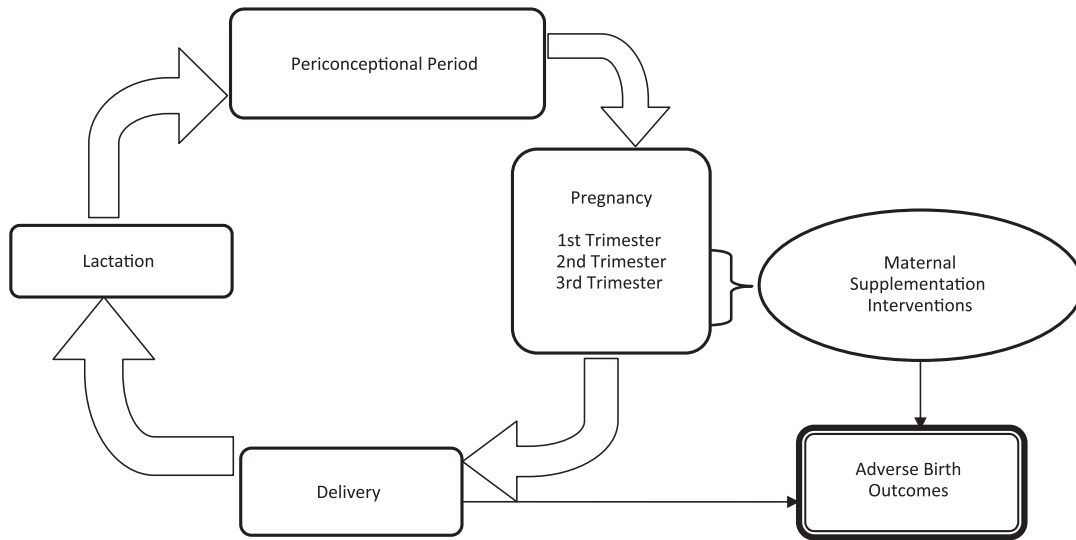 Periconceptional Period
Pregnancy
1st Trimester
2nd Trimester
3rd Trimester
Maternal
Supplementation
Interventions
Lactation
Delivery
Adverse Birth
Outcomes